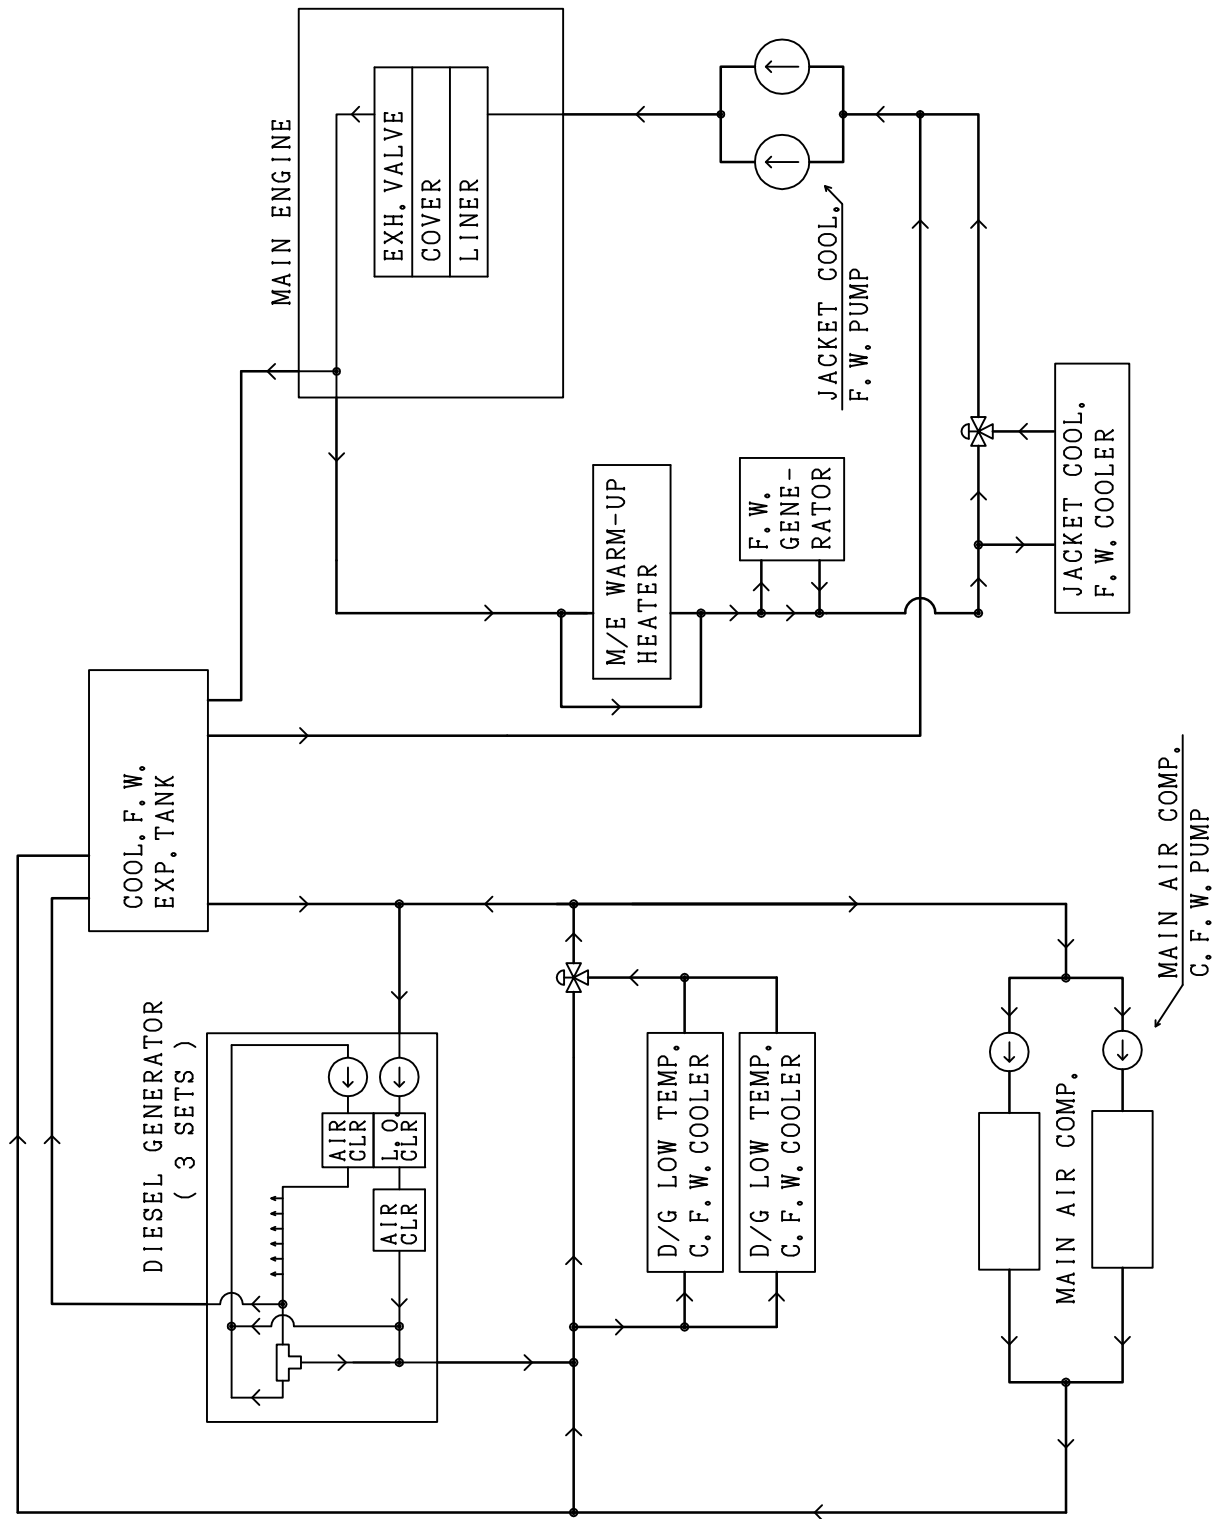 MAIN ENGINE
EXH. VALVE
COVER
LINER
JACKET COOL.
F. W. PUMP
M/E WARM-UP
HEATER
F. W.
GENE-
RATOR
JACKET COOL.
F. W. COOLER
COOL. F. W.
EXP. TANK
DIESEL GENERATOR
( 3 SETS )
AIR
CLR
L.O.
CLR
AIR
CLR
D/G LOW TEMP.
C. F. W. COOLER
D/G LOW TEMP.
C. F. W. COOLER
MAIN AIR COMP.
MAIN AIR COMP.
C. F. W. PUMP